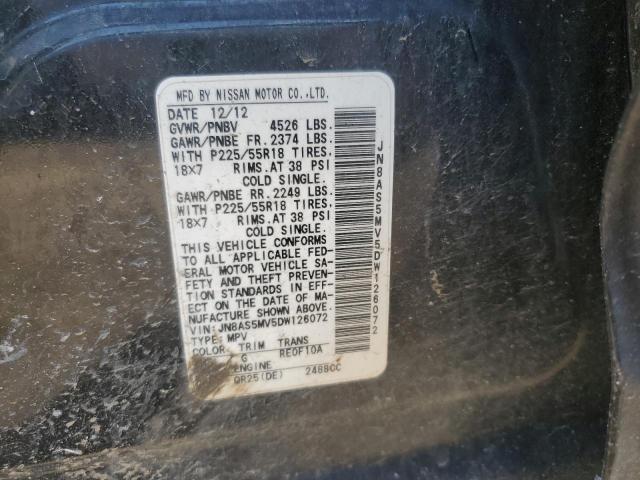 MFD BY NISSAN MOTOR CO.,LTD.
DATE 12/12
GVWR/PNBV 4526 LBS.
GAWR/PNBE FR. 2374 LBS.
WITH P225/55R18 TIRES,
18X7 RIMS, AT 38 PSI
COLD SINGLE.
GAWR/PNBE RR. 2249 LBS.
WITH P225/55R18 TIRES,
18X7 RIMS, AT 38 PSI
COLD SINGLE.
THIS VEHICLE CONFORMS
TO ALL APPLICABLE FED-
ERAL MOTOR VEHICLE SA-
FETY AND THEFT PREVEN-
TION STANDARDS IN EFF-
ECT ON THE DATE OF MA-
NUFACTURE SHOWN ABOVE.
VIN: JN8AS5MV5DW126072
TYPE: MPV
COLOR TRIM TRANS
G RE0F10A
ENGINE
QR25(DE) 2488CC
JN8AS5MV5DW126072